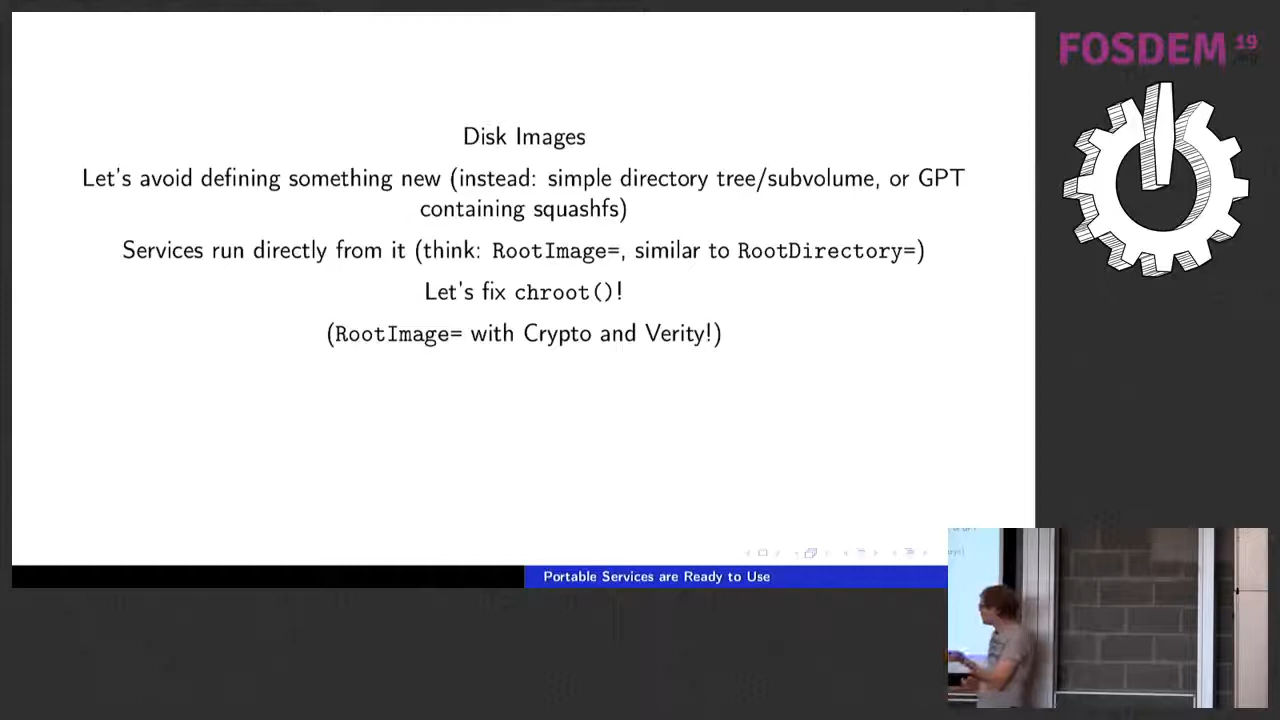 FOSDEM 19
.org
Disk Images
Let's avoid defining something new (instead: simple directory tree/subvolume, or GPT
containing squashfs)
Services run directly from it (think: RootImage=, similar to RootDirectory=)
Let's fix chroot()!
(RootImage= with Crypto and Verity!)
Portable Services are Ready to Use